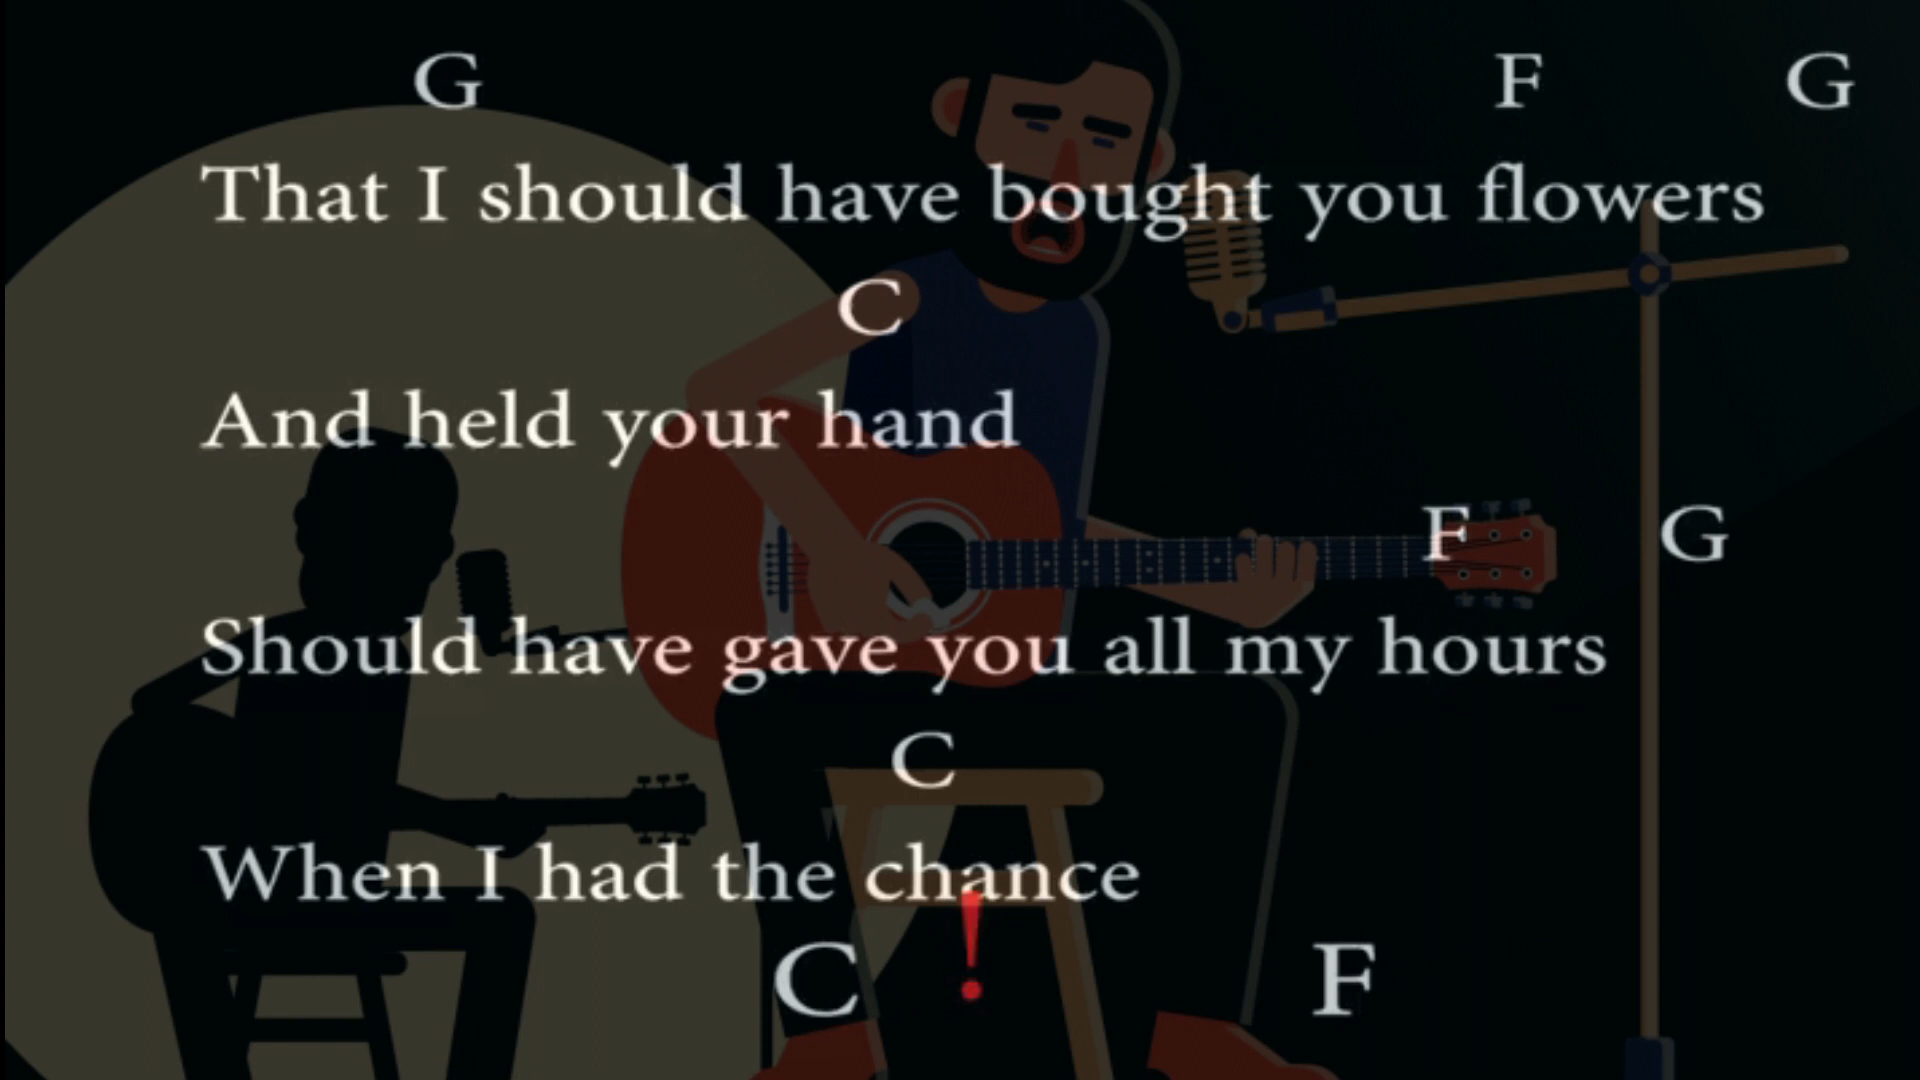 G F G
That I should have bought you flowers
C
And held your hand
F G
Should have gave you all my hours
C
When I had the chance
C ! F